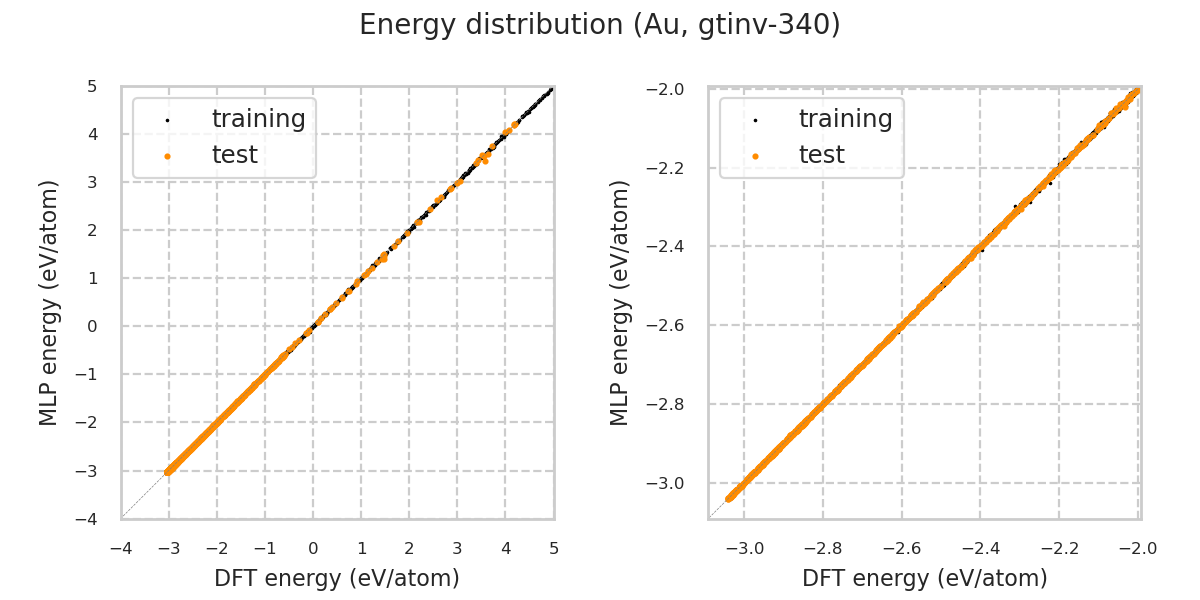 Energy distribution (Au, gtinv-340)
MLP energy (eV/atom)
5
4
3
2
1
0
−1
−2
−3
−4
training
test
−4 −3 −2 −1 0 1 2 3 4 5
DFT energy (eV/atom)
MLP energy (eV/atom)
−2.0
−2.2
−2.4
−2.6
−2.8
−3.0
training
test
−3.0 −2.8 −2.6 −2.4 −2.2 −2.0
DFT energy (eV/atom)